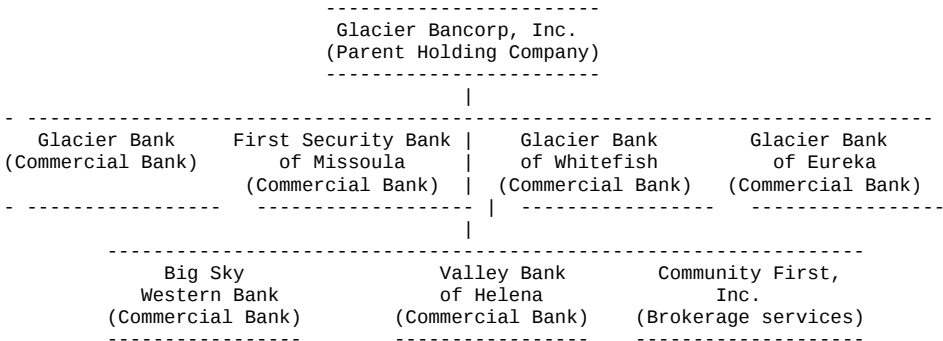 ------------------------
Glacier Bancorp, Inc.
(Parent Holding Company)
------------------------
|
- -------------------------------------------------------------------------------
Glacier Bank First Security Bank | Glacier Bank Glacier Bank
(Commercial Bank) of Missoula | of Whitefish of Eureka
(Commercial Bank) | (Commercial Bank) (Commercial Bank)
- ----------------- ------------------- | ----------------- -----------------
|
------------------------------------------------------------------
Big Sky Valley Bank Community First,
Western Bank of Helena Inc.
(Commercial Bank) (Commercial Bank) (Brokerage services)
----------------- ----------------- --------------------